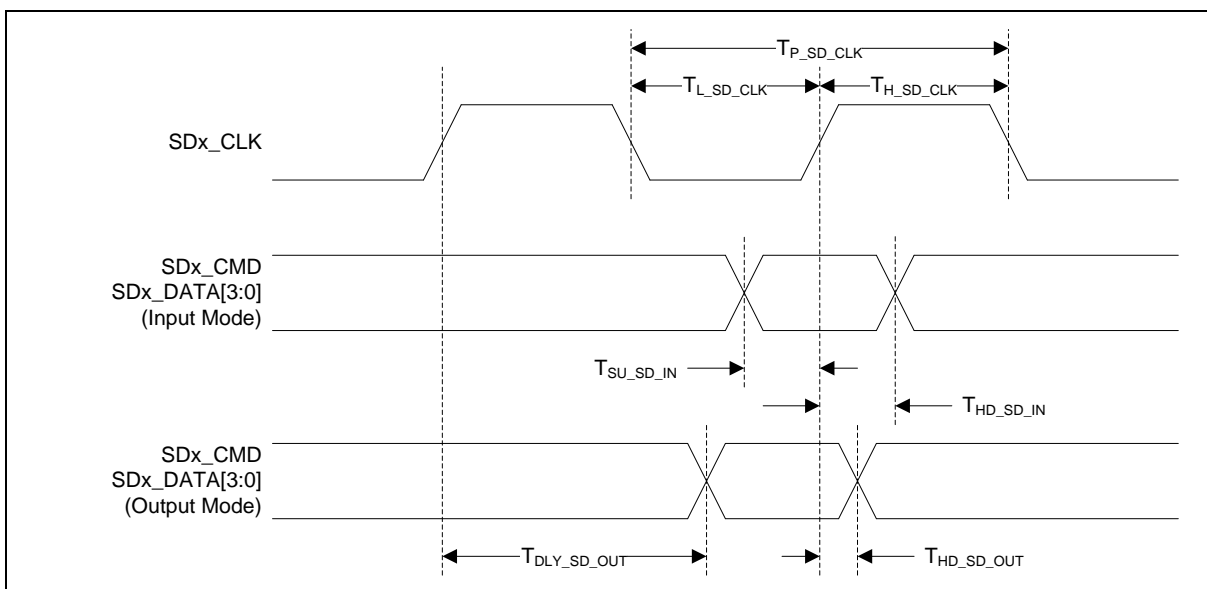 T_P_SD_CLK
T_L_SD_CLK T_H_SD_CLK
SDx_CLK
SDx_CMD
SDx_DATA[3:0]
(Input Mode)
T_SU_SD_IN
T_HD_SD_IN
SDx_CMD
SDx_DATA[3:0]
(Output Mode)
T_DLY_SD_OUT T_HD_SD_OUT